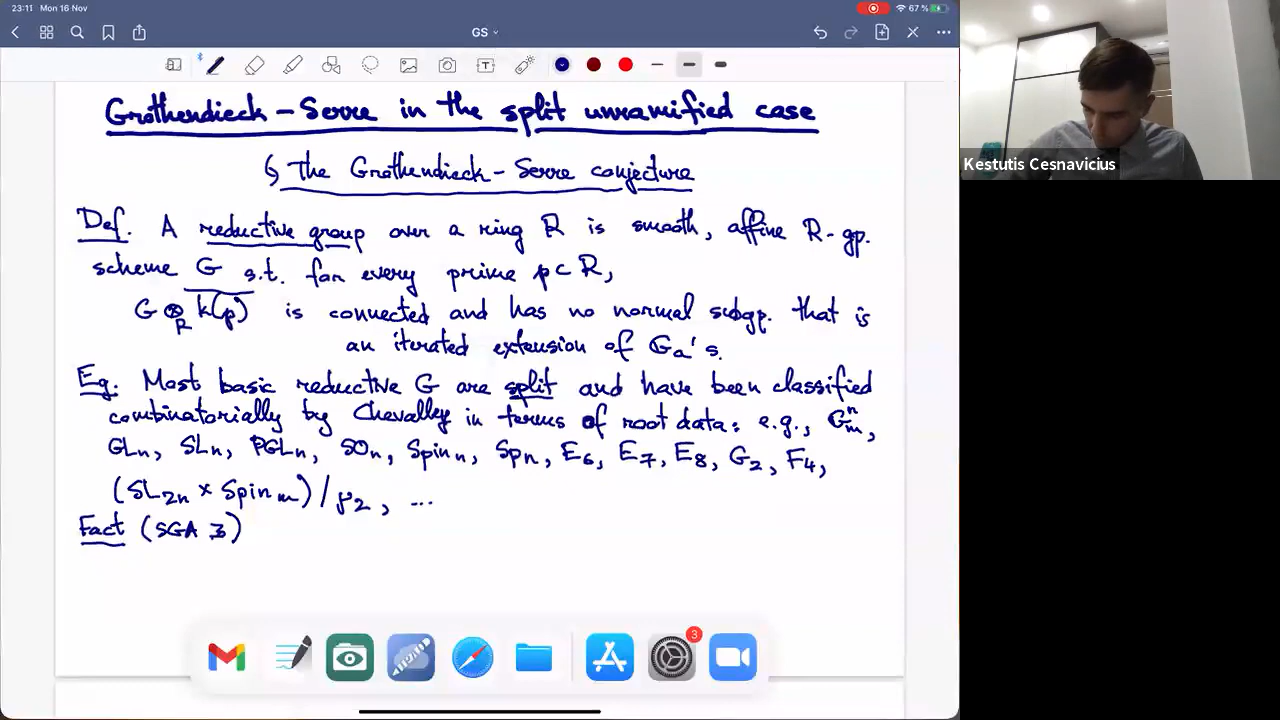 23:11 Mon 16 Nov
67 %
GS
T
Grothendieck – Serre in the split unramified case
§ The Grothendieck – Serre conjecture
Kestutis Cesnavicius
Def. A reductive group over a ring R is smooth, affine R-gp.
scheme G s.t. for every prime p ⊂ R,
G ⊗_R k(p) is connected and has no normal subgp. that is
an iterated extension of G_a's.
Eg. Most basic reductive G are split and have been classified
combinatorially by Chevalley in terms of root data: e.g., G_m^n,
GL_n, SL_n, PGL_n, SO_n, Spin_n, Sp_n, E_6, E_7, E_8, G_2, F_4,
(SL_{2n} × Spin_m) / μ_2, ...
Fact (SGA 3)
3